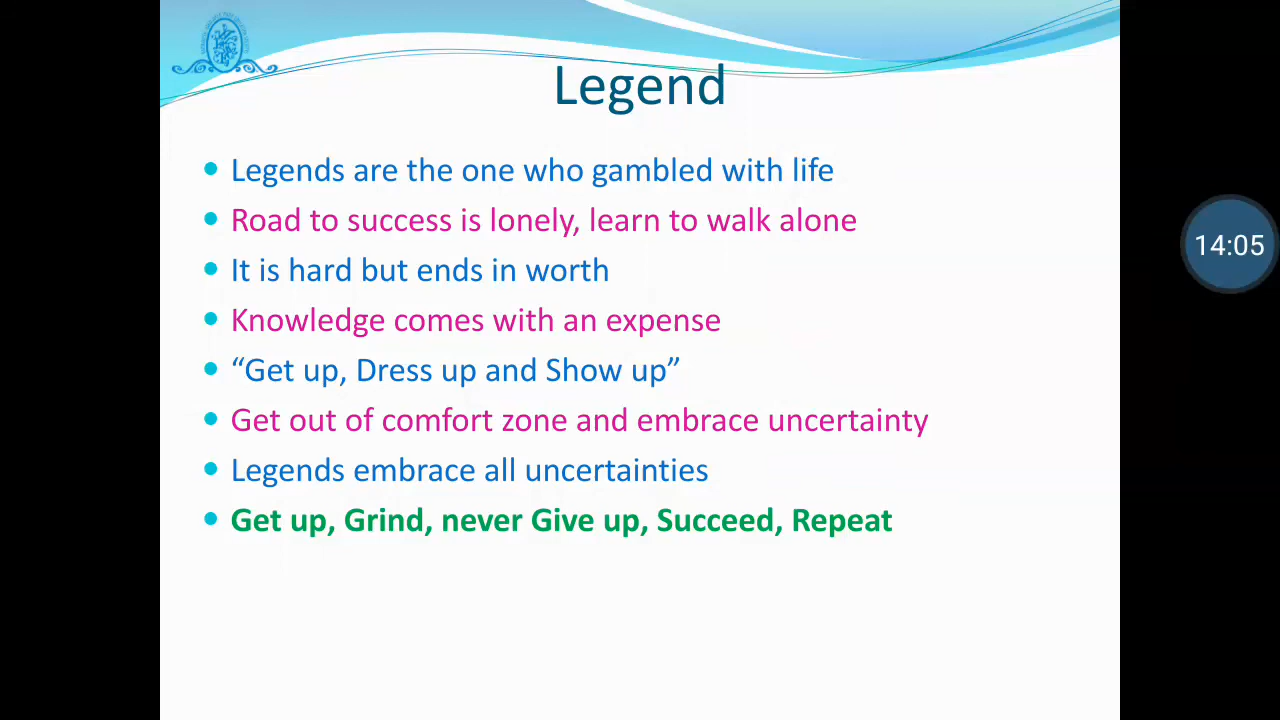 Legend
Legends are the one who gambled with life
Road to success is lonely, learn to walk alone
It is hard but ends in worth
Knowledge comes with an expense
“Get up, Dress up and Show up”
Get out of comfort zone and embrace uncertainty
Legends embrace all uncertainties
Get up, Grind, never Give up, Succeed, Repeat
14:05